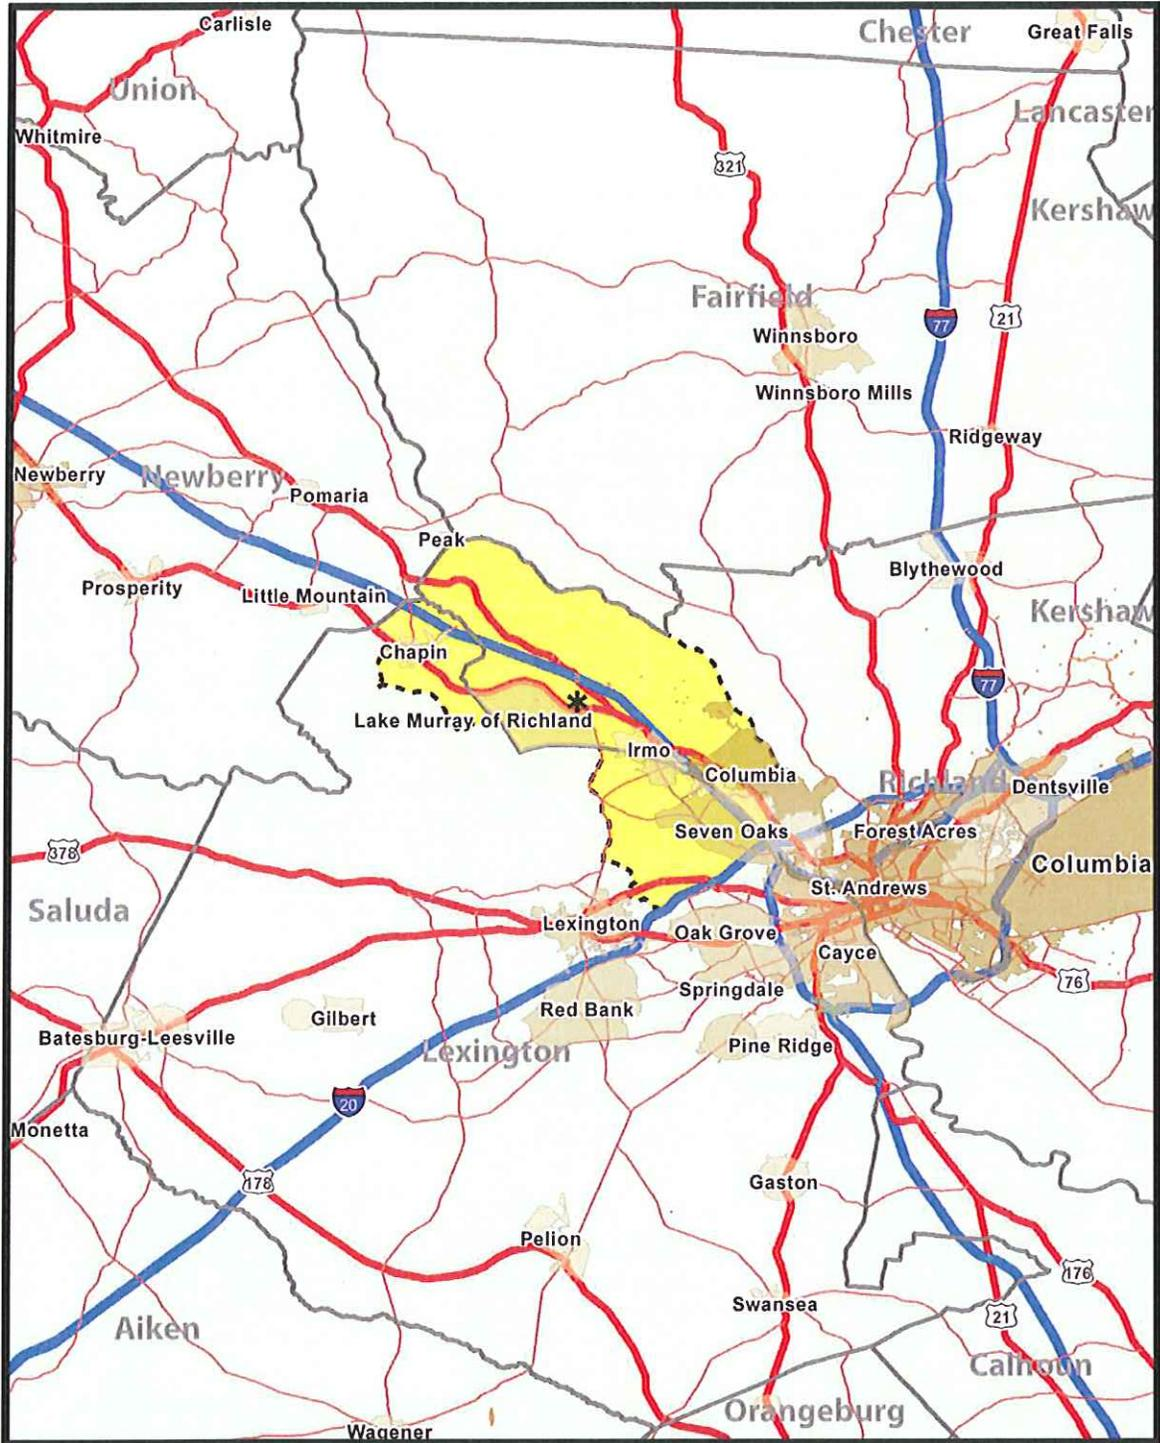 Carlisle
Chester
Great Falls
Union
Lancaster
Whitmire
321
Kershaw
Fairfield
77
21
Winnsboro
Winnsboro Mills
Ridgeway
Newberry
Newberry
Pomaria
Peak
Blythewood
Prosperity
Little Mountain
Kershaw
Chapin
77
*
Lake Murray of Richland
Irmo
Columbia
Richland
Dentsville
Seven Oaks
Forest Acres
378
Columbia
St. Andrews
Saluda
Lexington
Oak Grove
Cayce
76
Springdale
Red Bank
Gilbert
Batesburg-Leesville
Pine Ridge
Lexington
20
Monetta
178
Gaston
Pelion
176
Swansea
21
Aiken
Calhoun
Orangeburg
Wagener